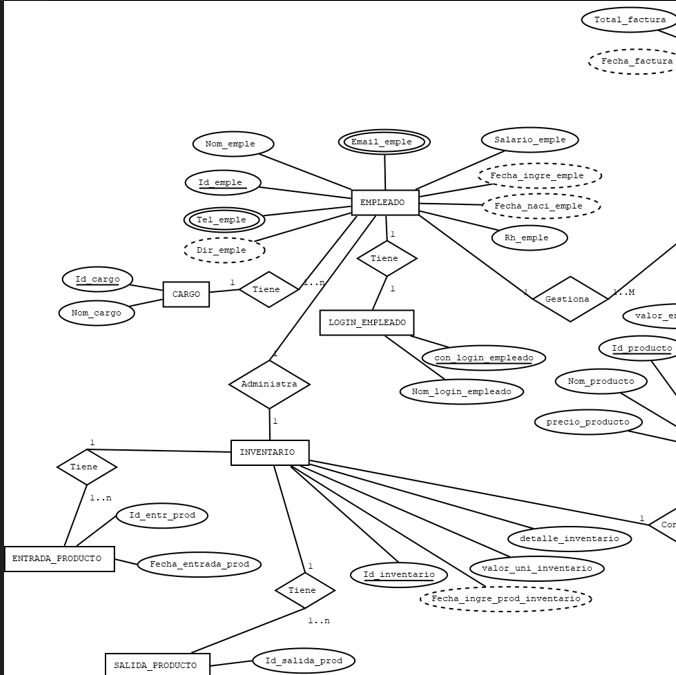 Total_factura
Fecha_factura
Email_emple
Nom_emple
Salario_emple
Id_emple
Fecha_ingre_emple
EMPLEADO
Fecha_naci_emple
Tel_emple
Dir_emple
Rh_emple
1
Tiene
Id_cargo
CARGO
1
Tiene
1..n
1
1
Gestiona
1..M
Nom_cargo
LOGIN_EMPLEADO
valor_en
Id_producto
con_login_empleado
1
Administra
Nom_login_empleado
Nom_producto
precio_producto
1
1
INVENTARIO
Tiene
1..n
Id_entr_prod
1
Con
detalle_inventario
ENTRADA_PRODUCTO
Fecha_entrada_prod
1
Id_inventario
valor_uni_inventario
Tiene
Fecha_ingre_prod_inventario
1..n
SALIDA_PRODUCTO
Id_salida_prod